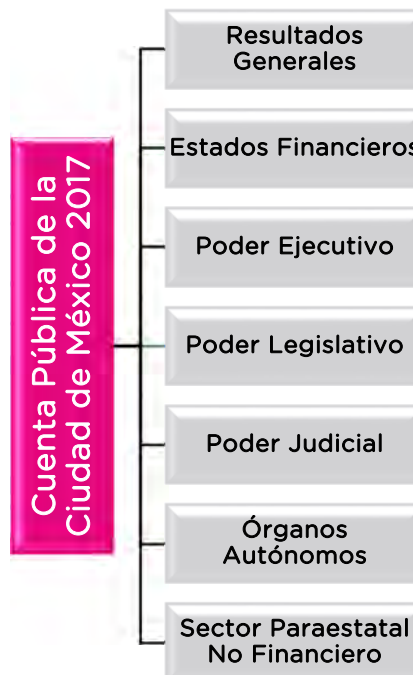 Cuenta Pública de la
Ciudad de México 2017
Resultados
Generales
Estados Financieros
Poder Ejecutivo
Poder Legislativo
Poder Judicial
Órganos
Autónomos
Sector Paraestatal
No Financiero